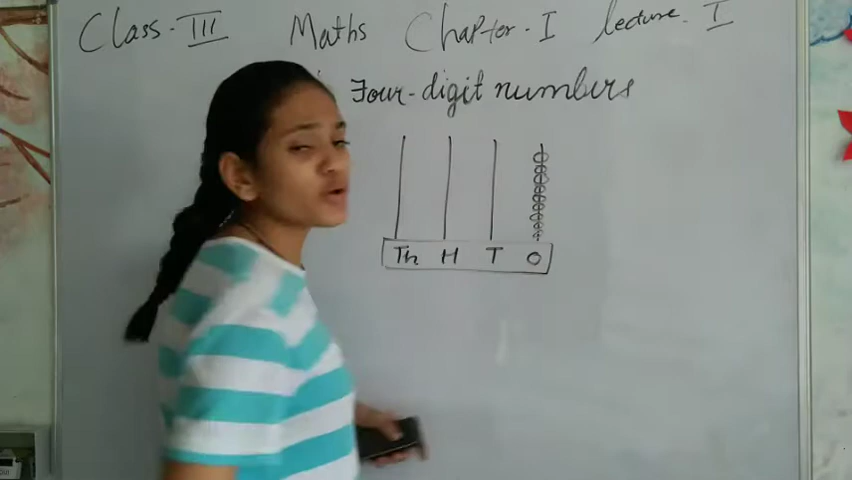 Class-III Maths Chapter-I lecture-I
Four-digit numbers
Th H T O